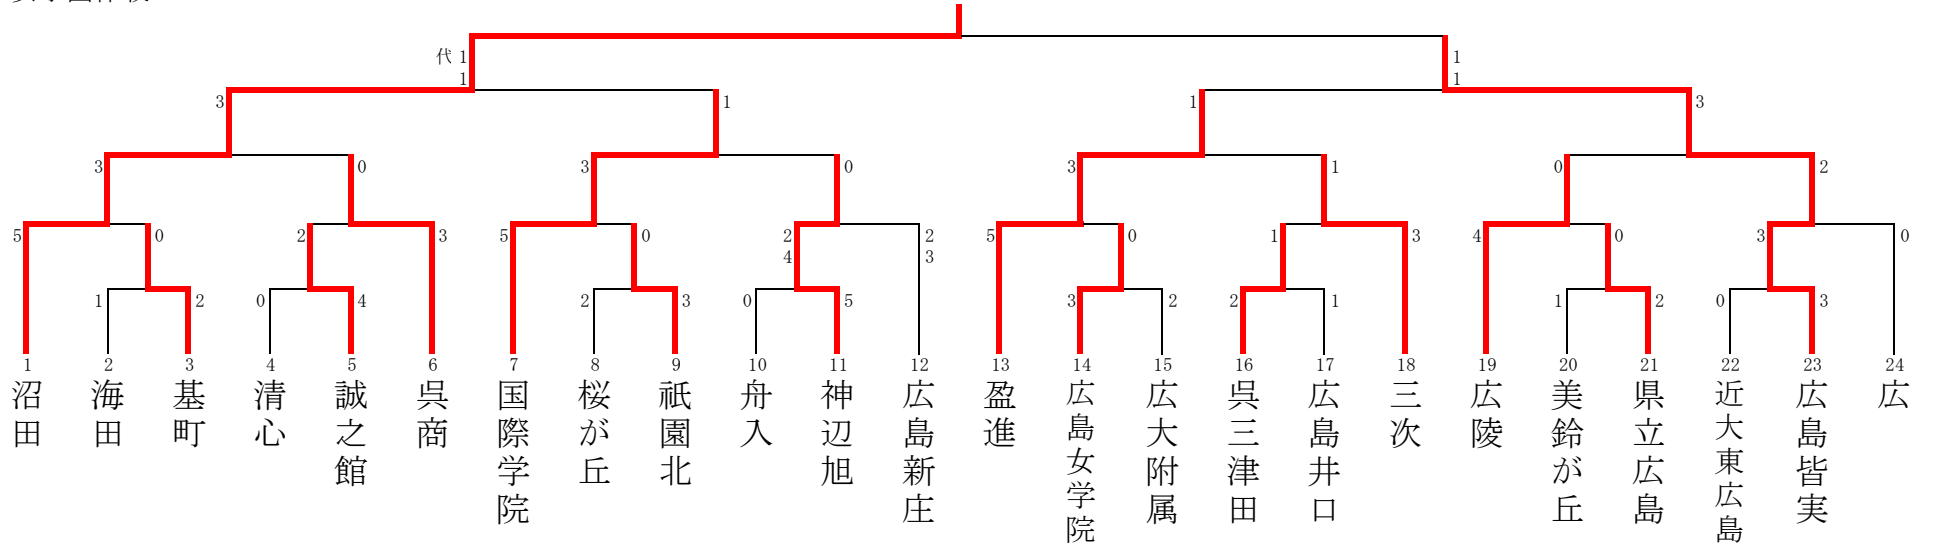 代 1 1
1 1
3 1 1 3
3 0 3 0 3 1 0 2
5 0 2 3 5 0 2 2 5 0 1 3 4 0 3 0
4 3
1 2 0 4 2 3 0 5 3 2 2 1 1 2 0 3
1 2 3 4 5 6 7 8 9 10 11 12 13 14 15 16 17 18 19 20 21 22 23 24
沼田
海田
基町
清心
誠之館
呉商
国際学院
桜が丘
祇園北
舟入
神辺旭
広島新庄
盈進
広島女学院
広大附属
呉三津田
広島井口
三次
広陵
美鈴が丘
県立広島
近大東広島
広島皆実
広